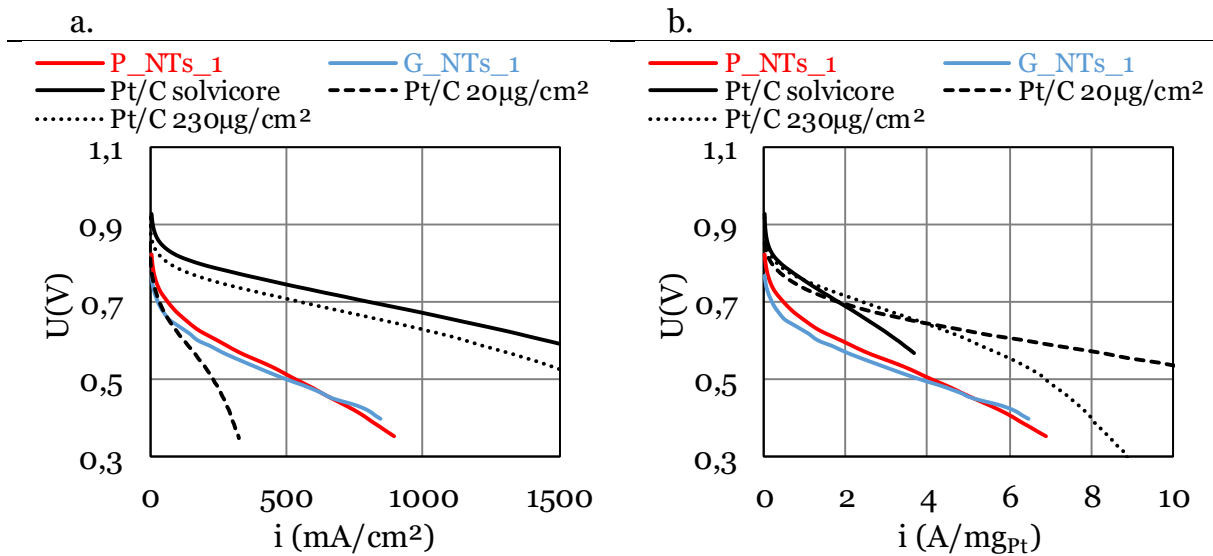 a.
P_NTs_1 G_NTs_1
Pt/C solvicore Pt/C 20µg/cm²
Pt/C 230µg/cm²
1,1
0,9
0,7
0,5
0,3
U(V)
0 500 1000 1500
i (mA/cm²)
b.
P_NTs_1 G_NTs_1
Pt/C solvicore Pt/C 20µg/cm²
Pt/C 230µg/cm²
1,1
0,9
0,7
0,5
0,3
U(V)
0 2 4 6 8 10
i (A/mgPt)